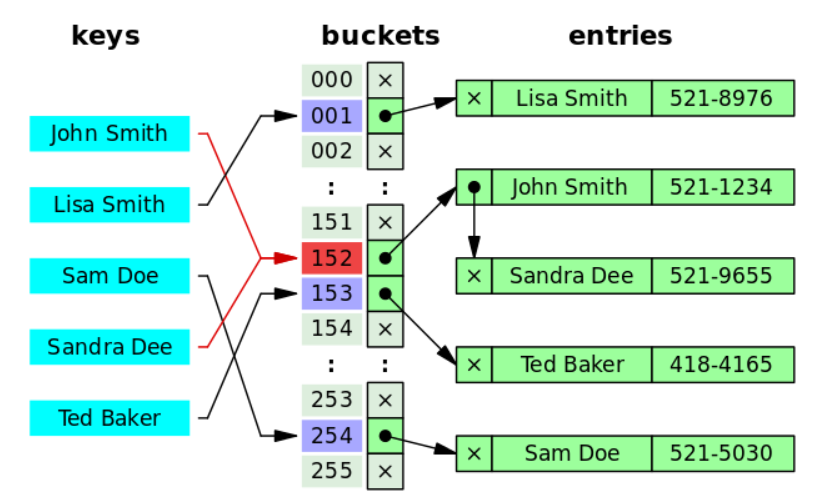 keys
buckets
entries
John Smith
Lisa Smith
Sam Doe
Sandra Dee
Ted Baker
000 ×
001
002 ×
: :
151 ×
152
153
154 ×
: :
253 ×
254
255 ×
× Lisa Smith 521-8976
John Smith 521-1234
× Sandra Dee 521-9655
× Ted Baker 418-4165
× Sam Doe 521-5030